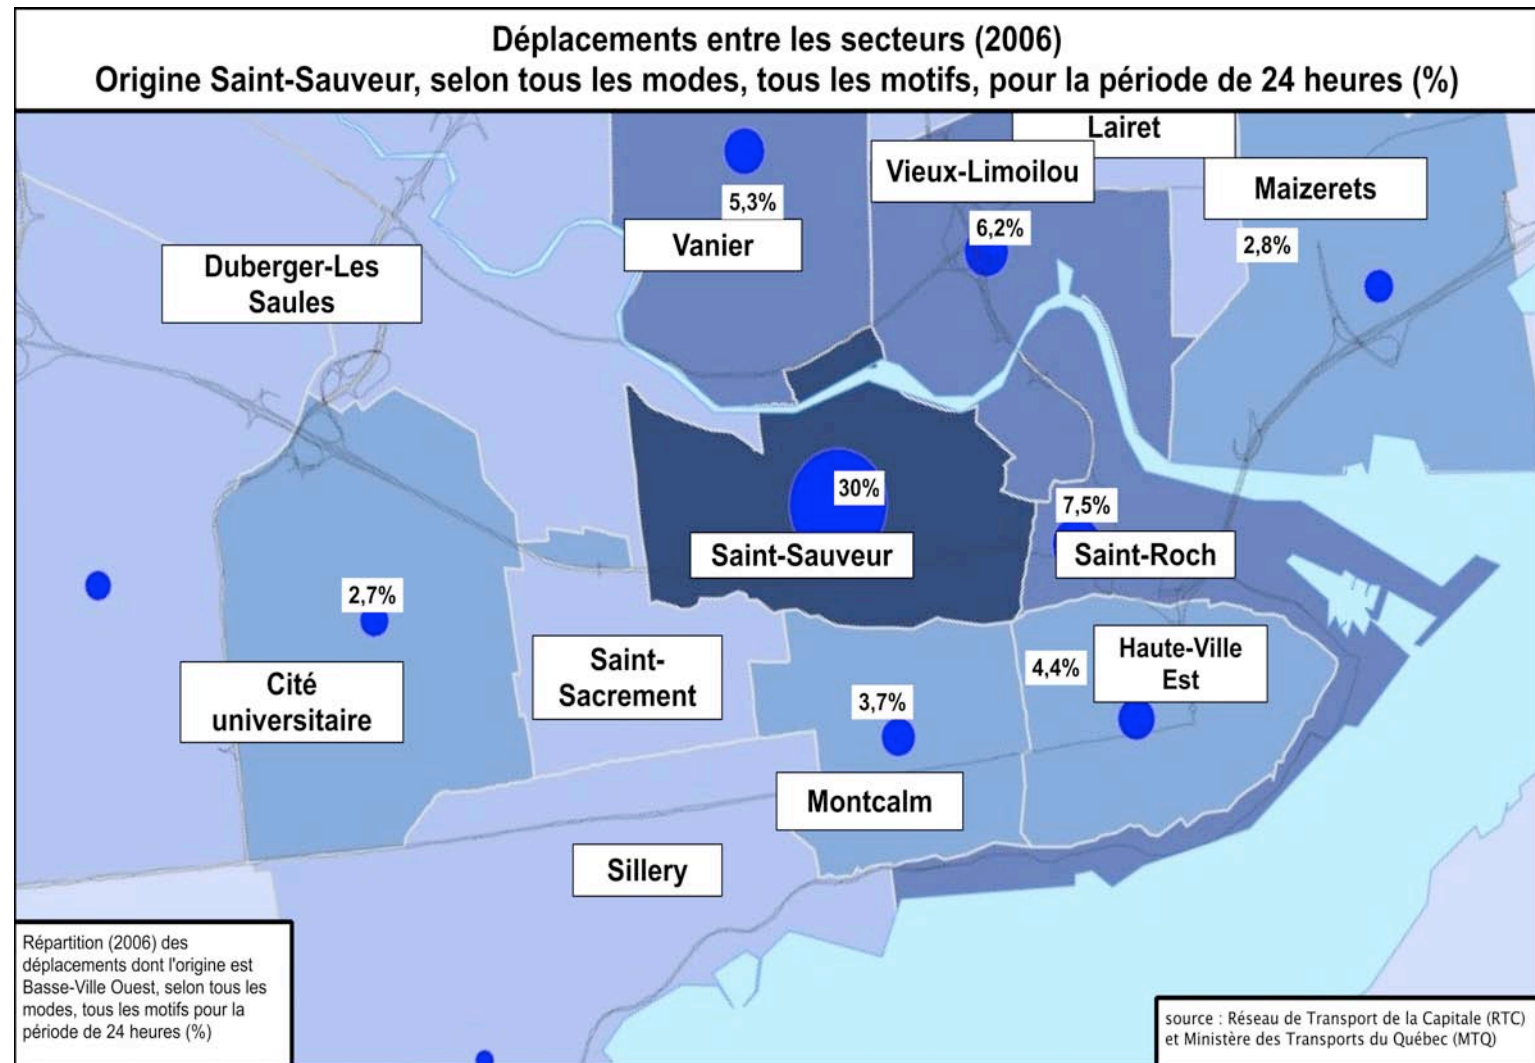 Déplacements entre les secteurs (2006)
Origine Saint-Sauveur, selon tous les modes, tous les motifs, pour la période de 24 heures (%)
Lairet
Vieux-Limoilou
Maizerets
5,3%
6,2%
2,8%
Vanier
Duberger-Les
Saules
30%
7,5%
Saint-Sauveur
Saint-Roch
2,7%
Saint-
Sacrement
4,4%
Haute-Ville
Est
Cité
universitaire
3,7%
Montcalm
Sillery
Répartition (2006) des
déplacements dont l'origine est
Basse-Ville Ouest, selon tous les
modes, tous les motifs pour la
période de 24 heures (%)
source : Réseau de Transport de la Capitale (RTC)
et Ministère des Transports du Québec (MTQ)